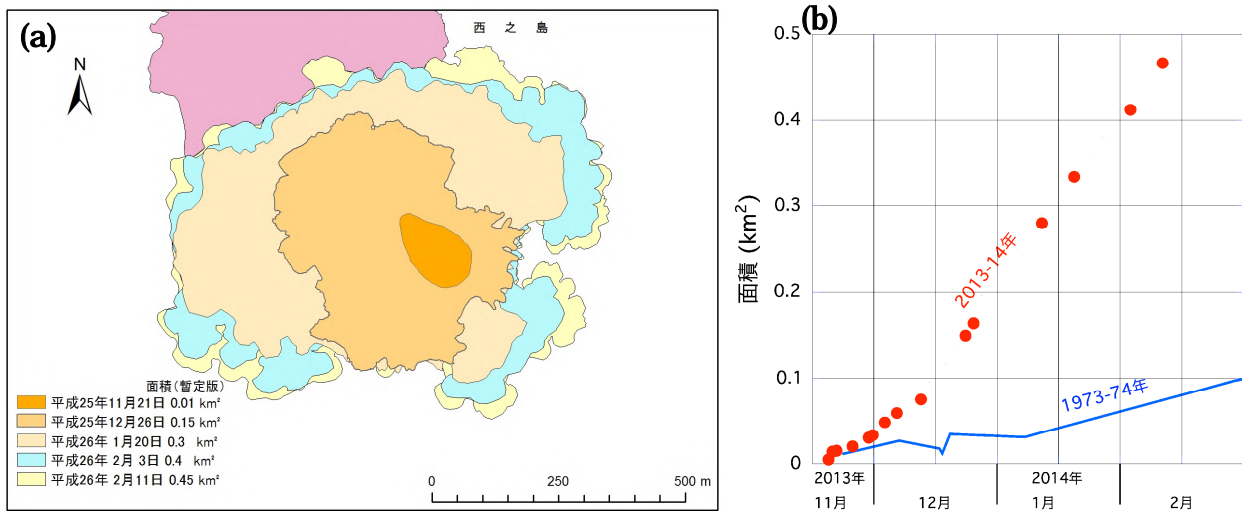 (a)
西 之 島
N
面積(暫定版)
平成25年11月21日 0.01 km²
平成25年12月26日 0.15 km²
平成26年 1月20日 0.3 km²
平成26年 2月 3日 0.4 km²
平成26年 2月11日 0.45 km²
0 250 500 m
(b)
0.5
0.4
0.3
0.2
0.1
0
面積 (km²)
2013-14年
1973-74年
2013年 2014年
11月 12月 1月 2月